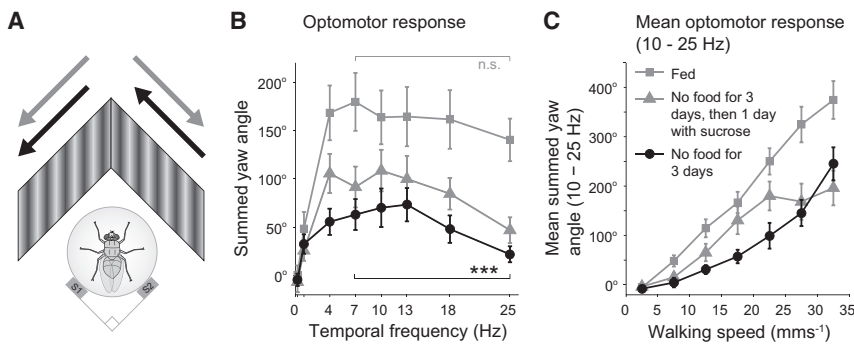 A
S1
S2
B
Optomotor response
Summed yaw angle
200°
150°
100°
50°
0°
n.s.
***
0 1 4 7 10 13 18 25
Temporal frequency (Hz)
C
Mean optomotor response
(10 - 25 Hz)
Mean summed yaw
angle (10 – 25 Hz)
400°
300°
200°
100°
0°
Fed
No food for 3
days, then 1 day
with sucrose
No food for
3 days
0 5 10 15 20 25 30 35
Walking speed (mms⁻¹)